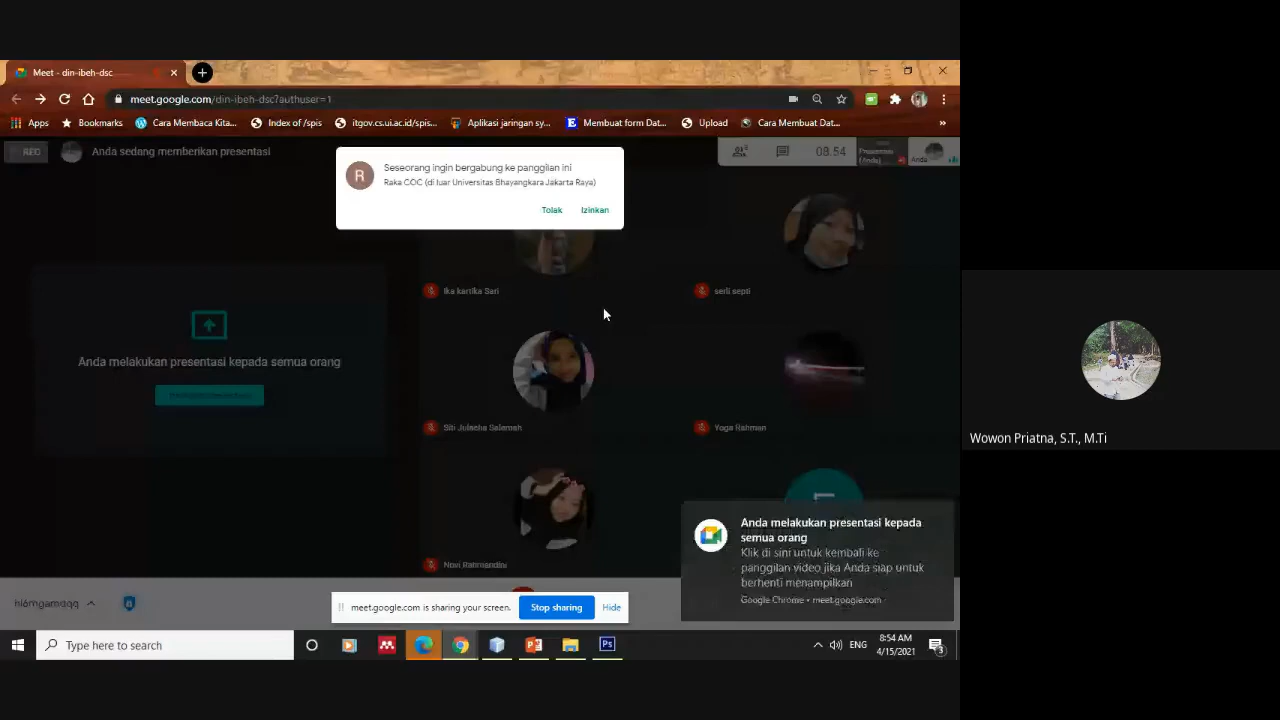 Meet - din-ibeh-dsc
meet.google.com/din-ibeh-dsc?authuser=1
Apps
Bookmarks
Cara Membaca Kita...
Index of /spis
itgov.cs.ui.ac.id/spis...
Aplikasi jaringan sy...
Membuat form Dat...
Upload
Cara Membuat Dat...
»
REC
Anda sedang memberikan presentasi
08.54
(Anda)
Anda
R
Seseorang ingin bergabung ke panggilan ini
Raka COC (di luar Universitas Bhayangkara Jakarta Raya)
Tolak
Izinkan
Ika kartika Sari
serli septi
Anda melakukan presentasi kepada semua orang
Siti Julaeha Salemah
Yoga Rahman
Novi Rahmandini
Anda melakukan presentasi kepada
semua orang
Klik di sini untuk kembali ke
panggilan video jika Anda siap untuk
berhenti menampilkan
Google Chrome • meet.google.com
meet.google.com is sharing your screen.
Stop sharing
Hide
Type here to search
Ps
ENG
8:54 AM
4/15/2021
3
Wowon Priatna, S.T., M.Ti